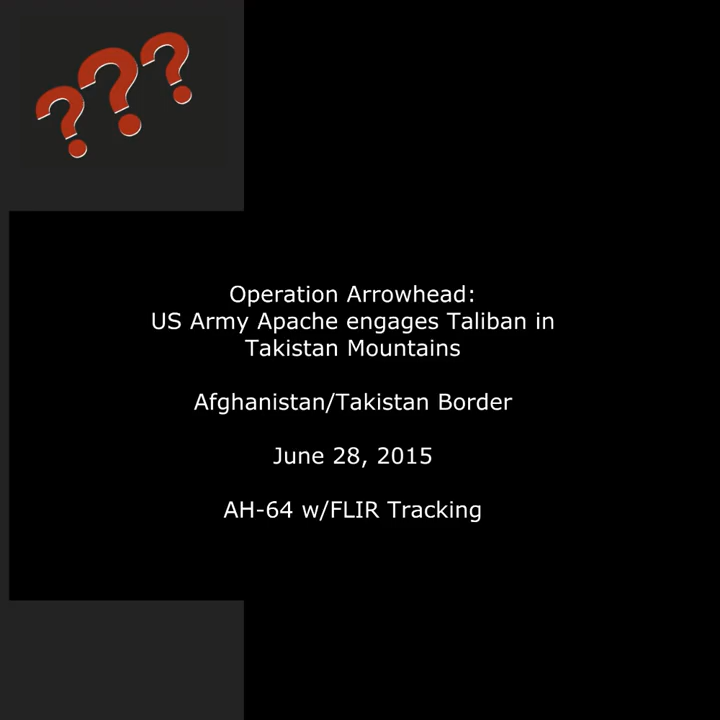 ???
Operation Arrowhead:
US Army Apache engages Taliban in
Takistan Mountains
Afghanistan/Takistan Border
June 28, 2015
AH-64 w/FLIR Tracking